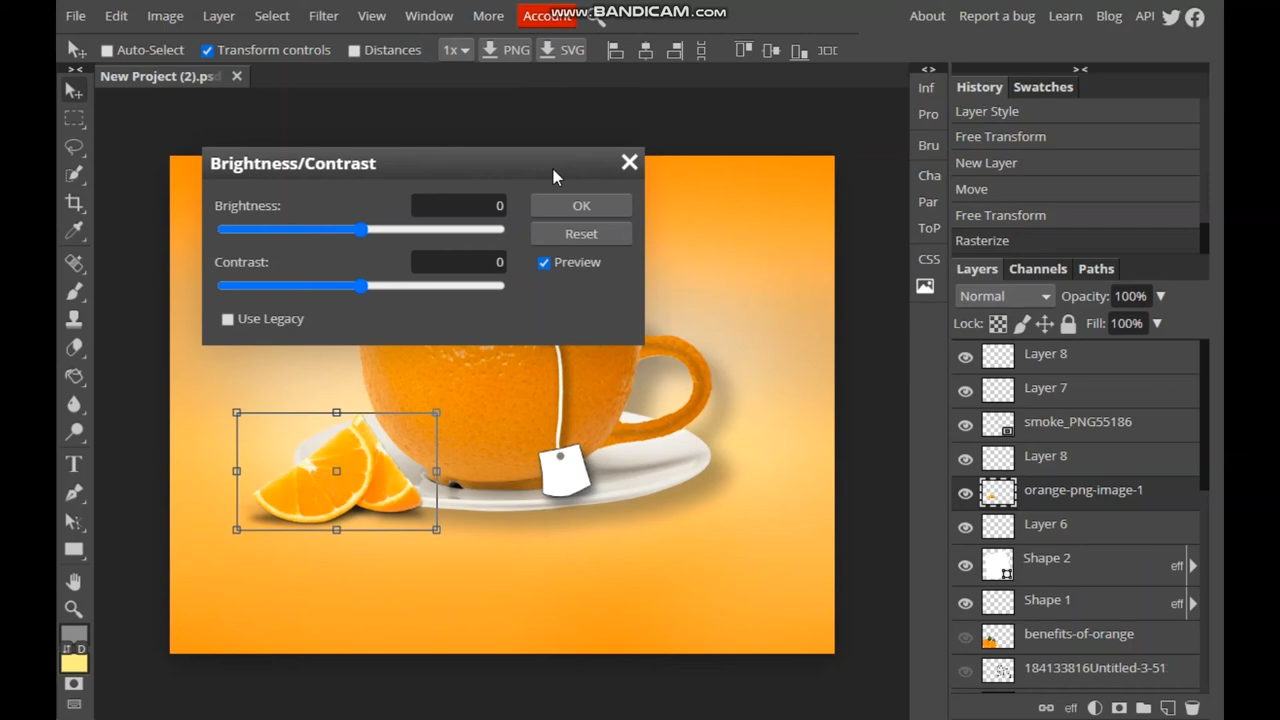 File Edit Image Layer Select Filter View Window More Account
www.BANDICAM.com
About Report a bug Learn Blog API
Auto-Select Transform controls Distances 1x PNG SVG
New Project (2).psd
Brightness/Contrast
Brightness: 0
OK
Reset
Contrast: 0
Preview
Use Legacy
T
D
Inf
Pro
Bru
Cha
Par
ToP
CSS
History Swatches
Layer Style
Free Transform
New Layer
Move
Free Transform
Rasterize
Layers Channels Paths
Normal Opacity: 100%
Lock: Fill: 100%
Layer 8
Layer 7
smoke_PNG55186
Layer 8
orange-png-image-1
Layer 6
Shape 2 eff
Shape 1 eff
benefits-of-orange
184133816Untitled-3-51
eff